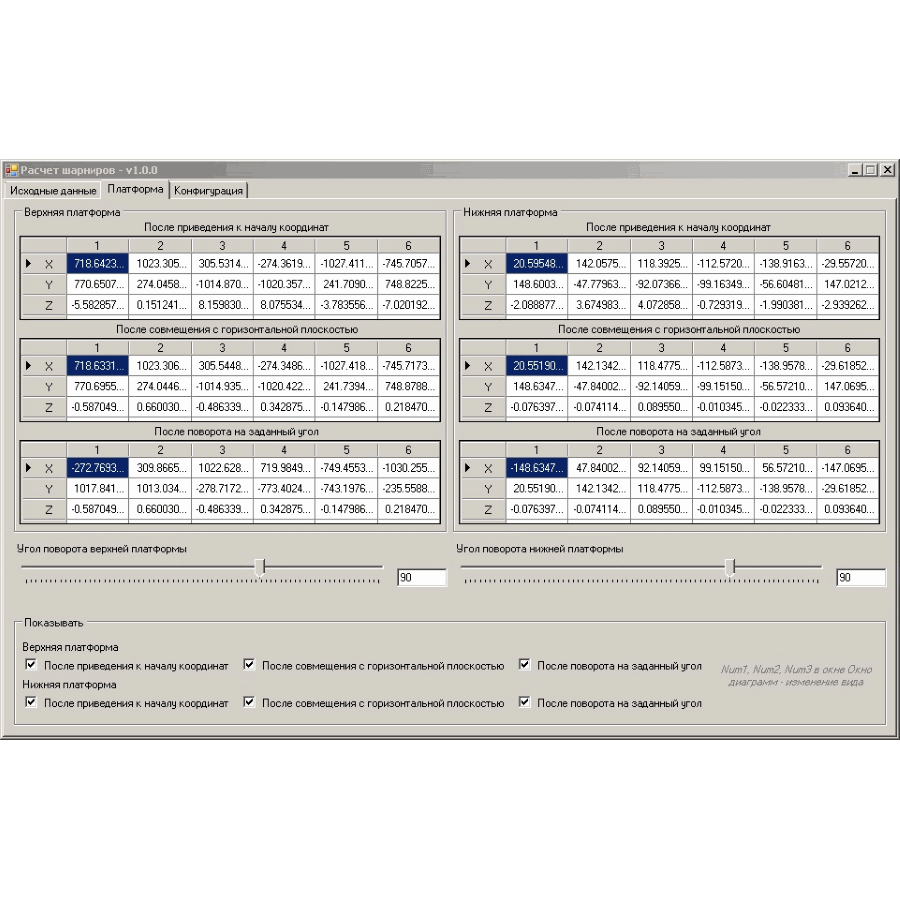 Расчет шарниров - v1.0.0
Исходные данные Платформа Конфигурация
Верхняя платформа
После приведения к началу координат
1 2 3 4 5 6
X 718.6423... 1023.305... 305.5314... -274.3619... -1027.411... -745.7057...
Y 770.6507... 274.0458... -1014.870... -1020.357... 241.7090... 748.8225...
Z -5.582857... 0.151241... 8.159830... 8.075534... -3.783556... -7.020192...
После совмещения с горизонтальной плоскостью
1 2 3 4 5 6
X 718.6331... 1023.306... 305.5448... -274.3486... -1027.418... -745.7173...
Y 770.6955... 274.0446... -1014.935... -1020.422... 241.7394... 748.8788...
Z -0.587049... 0.660030... -0.486339... 0.342875... -0.147986... 0.218470...
После поворота на заданный угол
1 2 3 4 5 6
X -272.7693... 309.8665... 1022.628... 719.9849... -749.4553... -1030.255...
Y 1017.841... 1013.034... -278.7172... -773.4024... -743.1976... -235.5588...
Z -0.587049... 0.660030... -0.486339... 0.342875... -0.147986... 0.218470...
Нижняя платформа
После приведения к началу координат
1 2 3 4 5 6
X 20.59548... 142.0575... 118.3925... -112.5720... -138.9163... -29.55720...
Y 148.6003... -47.77963... -92.07366... -99.16349... -56.60481... 147.0212...
Z -2.088877... 3.674983... 4.072858... -0.729319... -1.990381... -2.939262...
После совмещения с горизонтальной плоскостью
1 2 3 4 5 6
X 20.55190... 142.1342... 118.4775... -112.5873... -138.9578... -29.61852...
Y 148.6347... -47.84002... -92.14059... -99.15150... -56.57210... 147.0695...
Z -0.076397... -0.074114... 0.089550... -0.010345... -0.022333... 0.093640...
После поворота на заданный угол
1 2 3 4 5 6
X -148.6347... 47.84002... 92.14059... 99.15150... 56.57210... -147.0695...
Y 20.55190... 142.1342... 118.4775... -112.5873... -138.9578... -29.61852...
Z -0.076397... -0.074114... 0.089550... -0.010345... -0.022333... 0.093640...
Угол поворота верхней платформы
90
Угол поворота нижней платформы
90
Показывать
Верхняя платформа
После приведения к началу координат После совмещения с горизонтальной плоскостью После поворота на заданный угол
Нижняя платформа
После приведения к началу координат После совмещения с горизонтальной плоскостью После поворота на заданный угол
Num1, Num2, Num3 в окне Окно
диаграмм - изменение вида